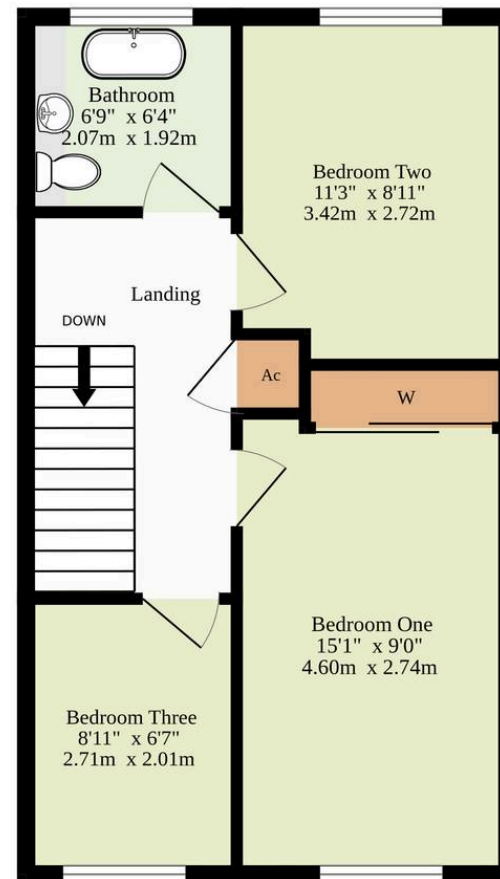 Bathroom
6'9" x 6'4"
2.07m x 1.92m
Bedroom Two
11'3" x 8'11"
3.42m x 2.72m
Landing
DOWN
Ac
W
Bedroom One
15'1" x 9'0"
4.60m x 2.74m
Bedroom Three
8'11" x 6'7"
2.71m x 2.01m